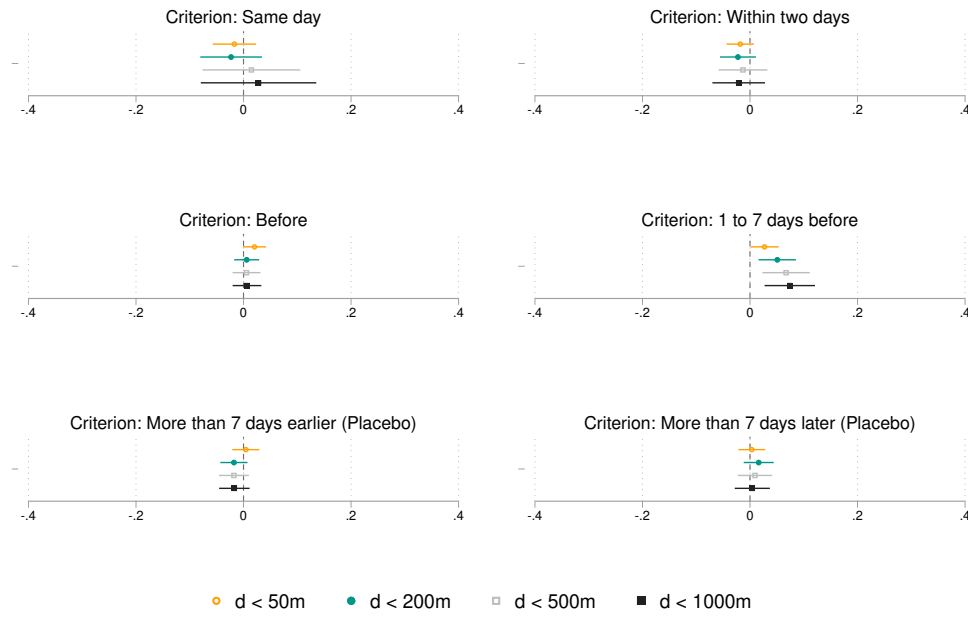 Criterion: Same day
-.4 -.2 0 .2 .4
Criterion: Within two days
-.4 -.2 0 .2 .4
Criterion: Before
-.4 -.2 0 .2 .4
Criterion: 1 to 7 days before
-.4 -.2 0 .2 .4
Criterion: More than 7 days earlier (Placebo)
-.4 -.2 0 .2 .4
Criterion: More than 7 days later (Placebo)
-.4 -.2 0 .2 .4
d < 50m d < 200m d < 500m d < 1000m